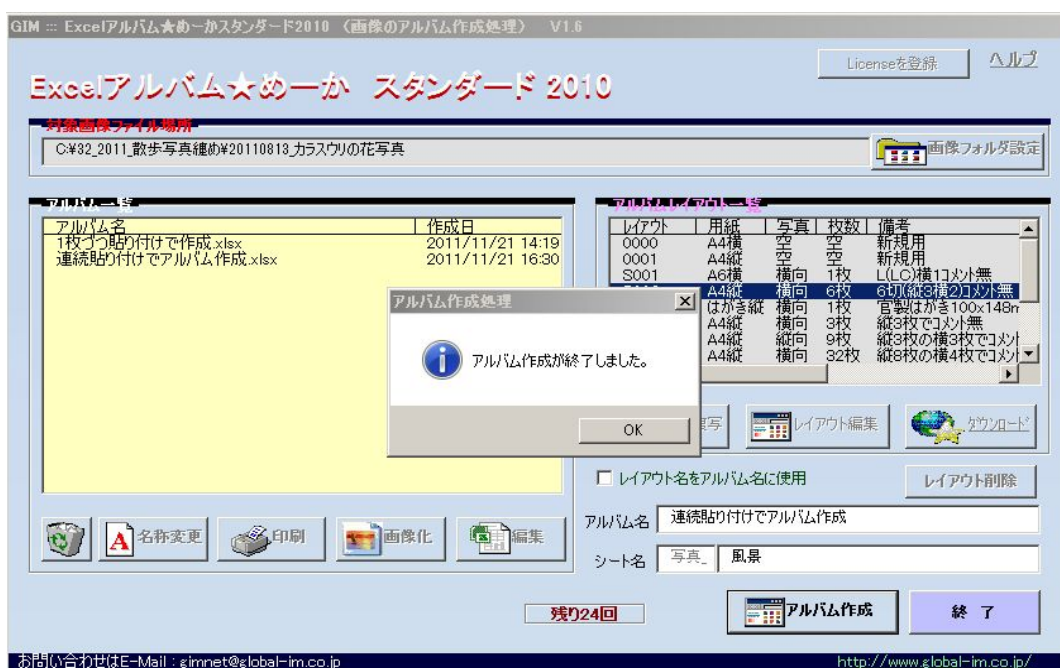 GIM ::: Excelアルバム★めーかスタンダード2010 （画像のアルバム作成処理） V1.6
Licenseを登録 ヘルプ
Excelアルバム★めーか スタンダード 2010
対象画像ファイル場所
C:¥32_2011_散歩写真纏め¥20110813_カラスウリの花写真
画像フォルダ設定
アルバム一覧
アルバム名 作成日
1枚づつ貼り付けで作成.xlsx 2011/11/21 14:19
連続貼り付けでアルバム作成.xlsx 2011/11/21 16:30
アルバムレイアウト一覧
レイアウト 用紙 写真 枚数 備考
0000 A4横 空 空 新規用
0001 A4縦 空 空 新規用
S001 A6横 横向 1枚 L(LC)横1コメント無
A4縦 横向 6枚 6切(縦3横2)コメント無
はがき縦 横向 1枚 官製はがき100x148m
A4縦 横向 3枚 縦3枚でコメント無
A4縦 縦向 9枚 縦3枚の横3枚でコメント
A4縦 横向 32枚 縦8枚の横4枚でコメント
アルバム作成処理
アルバム作成が終了しました。
OK
レイアウト編集
ダウンロード
レイアウト名をアルバム名に使用
レイアウト削除
アルバム名 連続貼り付けでアルバム作成
シート名 写真_ 風景
名称変更 印刷 画像化 編集
残り24回
アルバム作成
終 了
お問い合わせはE-Mail : gimnet@global-im.co.jp
http://www.global-im.co.jp/